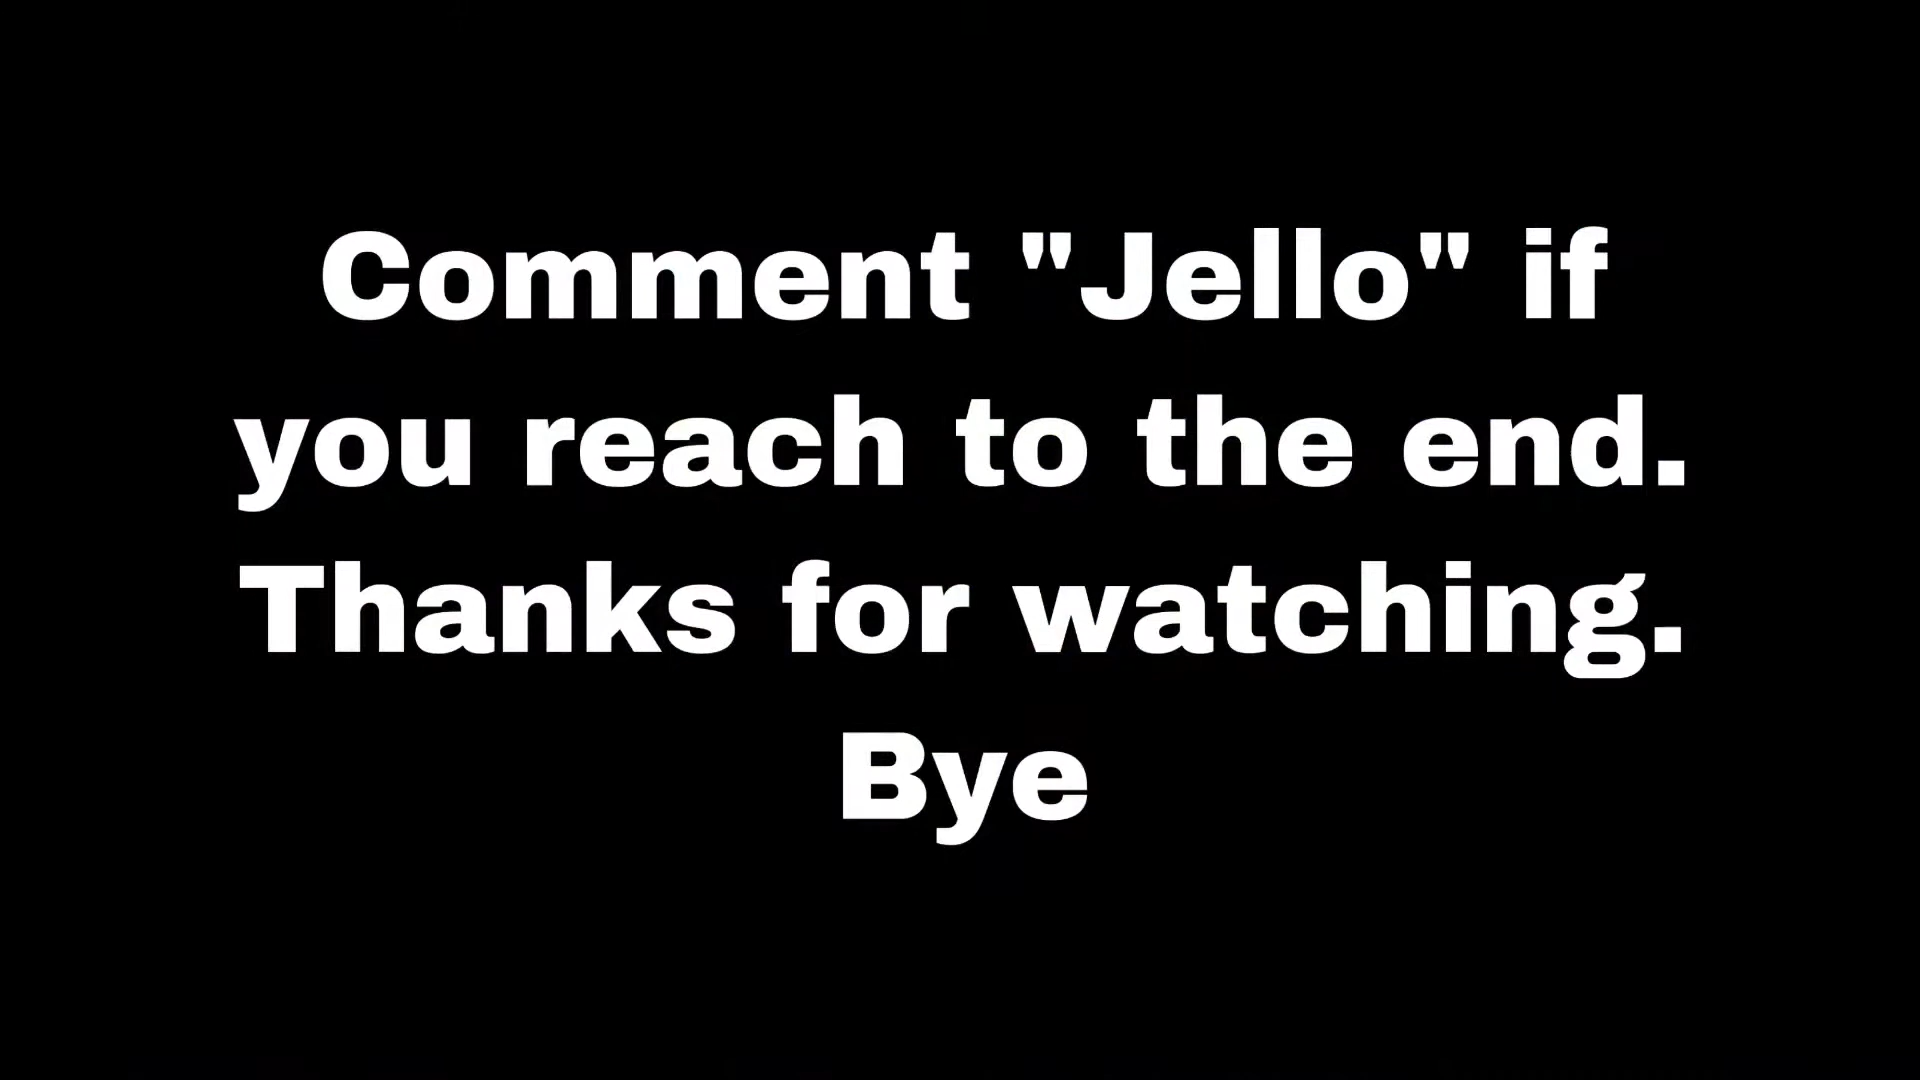 Comment "Jello" if
you reach to the end.
Thanks for watching.
Bye